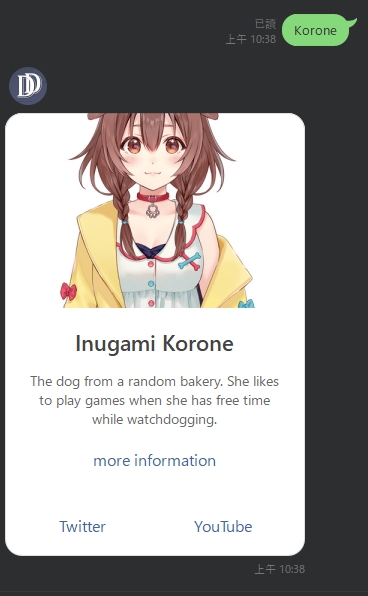 已讀
上午 10:38
Korone
DD
Inugami Korone
The dog from a random bakery. She likes
to play games when she has free time
while watchdogging.
more information
Twitter
YouTube
上午 10:38